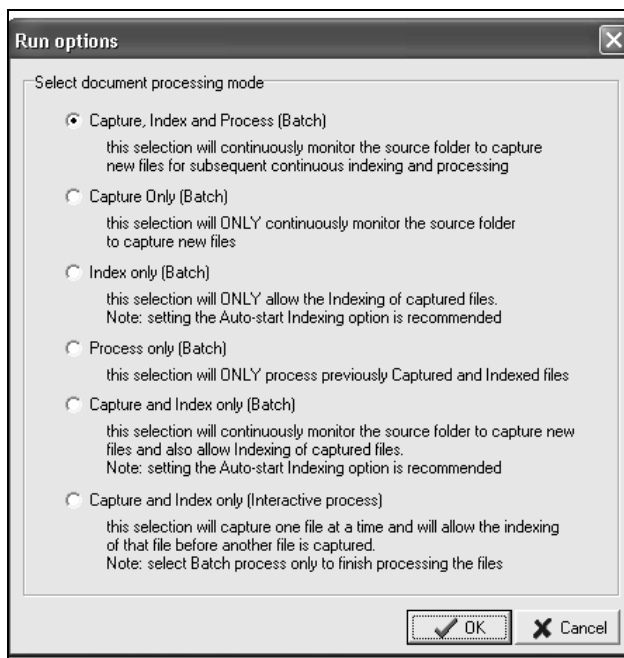 Run options
Select document processing mode
Capture, Index and Process (Batch)
this selection will continuously monitor the source folder to capture
new files for subsequent continuous indexing and processing
Capture Only (Batch)
this selection will ONLY continuously monitor the source folder
to capture new files
Index only (Batch)
this selection will ONLY allow the Indexing of captured files.
Note: setting the Auto-start Indexing option is recommended
Process only (Batch)
this selection will ONLY process previously Captured and Indexed files
Capture and Index only (Batch)
this selection will continuously monitor the source folder to capture new
files and also allow Indexing of captured files.
Note: setting the Auto-start Indexing option is recommended
Capture and Index only (Interactive process)
this selection will capture one file at a time and will allow the indexing
of that file before another file is captured.
Note: select Batch process only to finish processing the files
OK Cancel